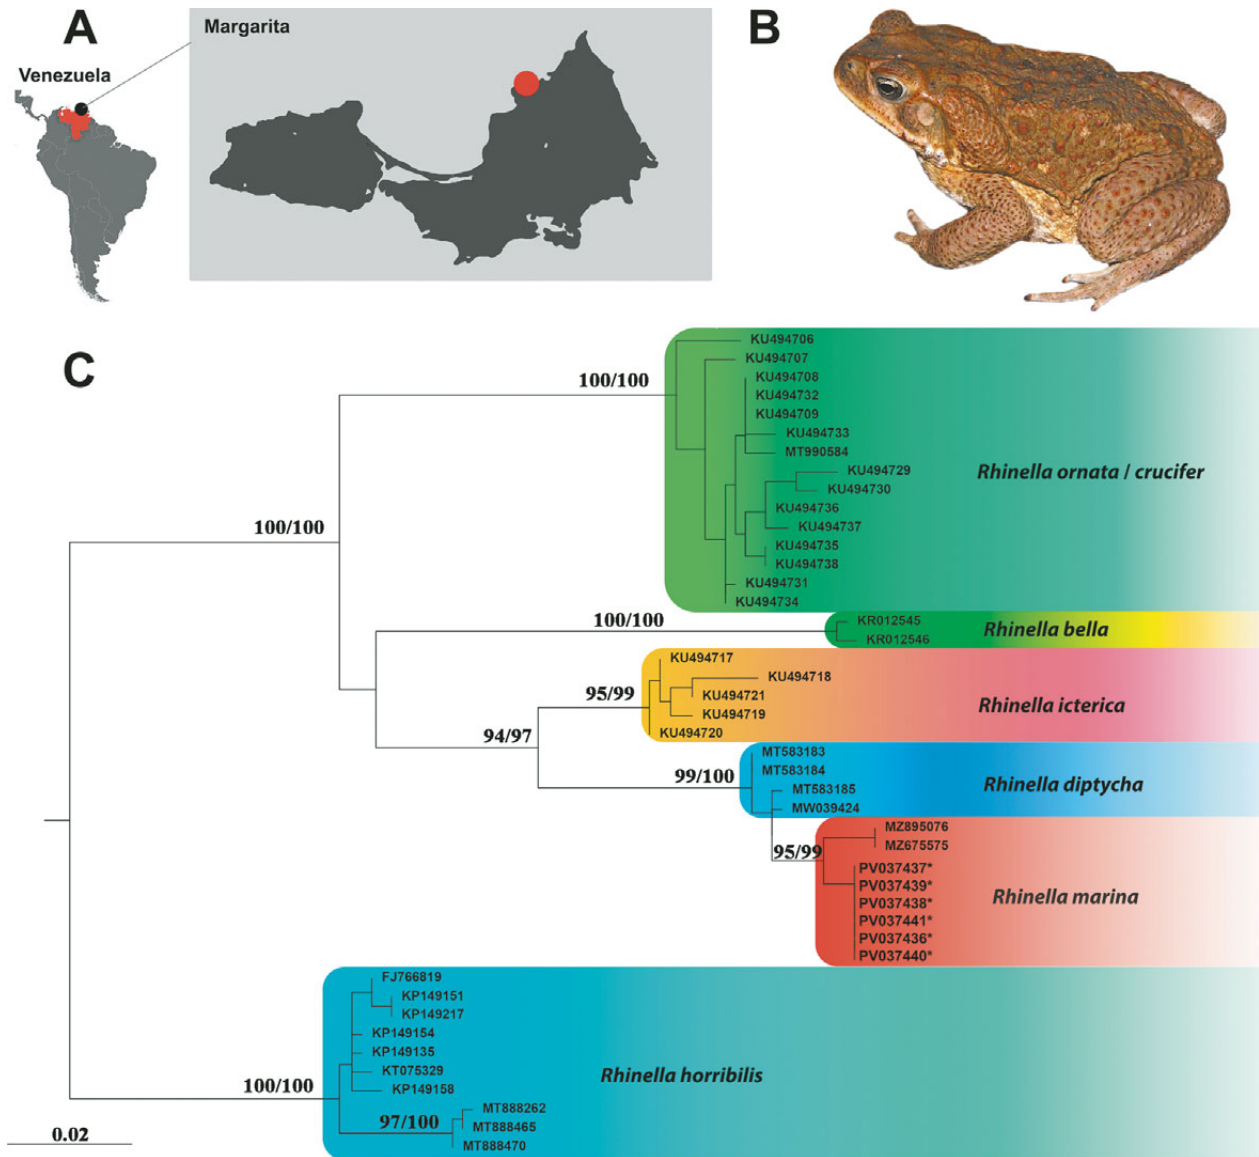 A
Margarita
Venezuela
B
C
KU494706
KU494707
KU494708
KU494732
KU494709
KU494733
MT990584
KU494729
KU494730
KU494736
KU494737
KU494735
KU494738
KU494731
KU494734
100/100
Rhinella ornata / crucifer
100/100
100/100
KR012545
KR012546
Rhinella bella
KU494717
KU494718
KU494721
KU494719
KU494720
95/99
Rhinella icterica
94/97
99/100
MT583183
MT583184
MT583185
MW039424
Rhinella diptycha
95/99
MZ895076
MZ675575
PV037437*
PV037439*
PV037438*
PV037441*
PV037436*
PV037440*
Rhinella marina
FJ766819
KP149151
KP149217
KP149154
KP149135
KT075329
KP149158
MT888262
MT888465
MT888470
100/100
97/100
Rhinella horribilis
0.02